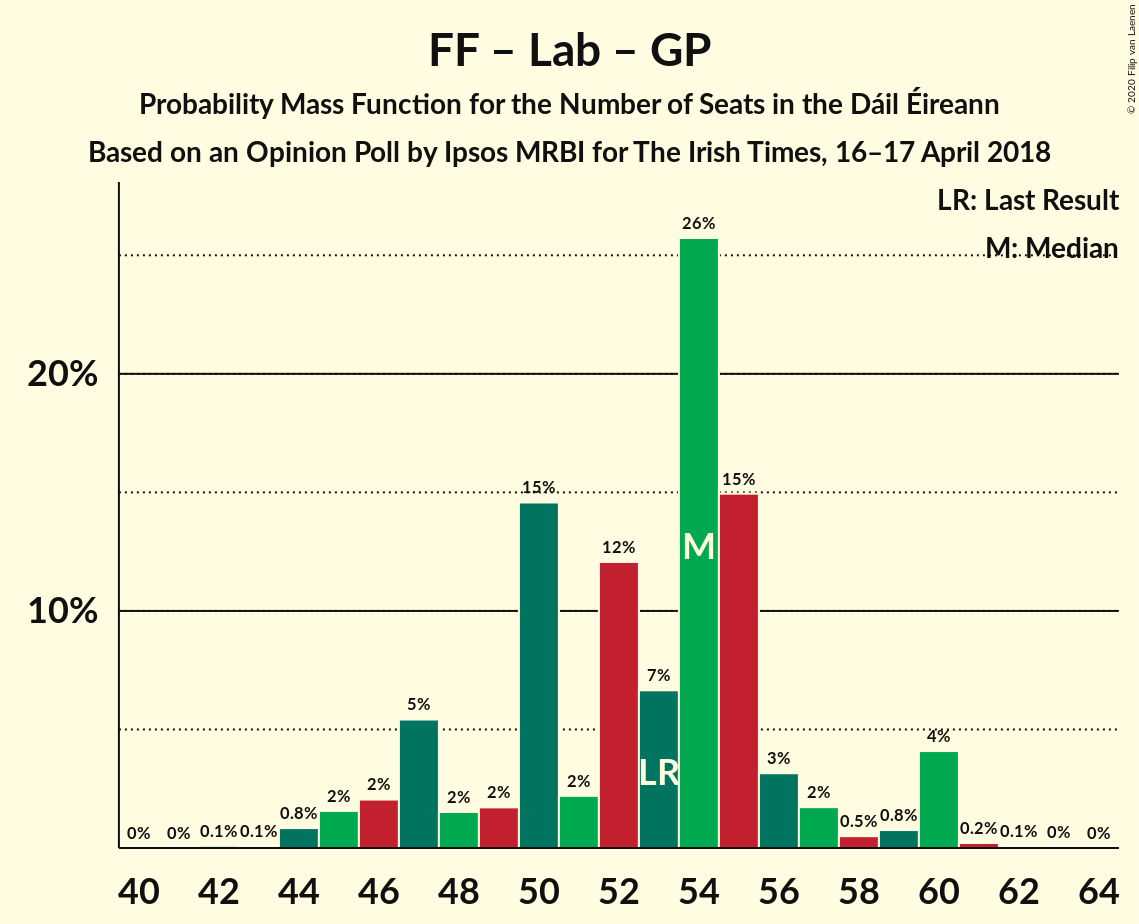 FF – Lab – GP
Probability Mass Function for the Number of Seats in the Dáil Éireann
Based on an Opinion Poll by Ipsos MRBI for The Irish Times, 16–17 April 2018
© 2020 Filip van Laenen
LR: Last Result
M: Median
20%
10%
0% 0% 0.1% 0.1% 0.8% 2% 2% 5% 2% 2% 15% 2% 12% 7% 26% 15% 3% 2% 0.5% 0.8% 4% 0.2% 0.1% 0% 0%
M
LR
40 42 44 46 48 50 52 54 56 58 60 62 64